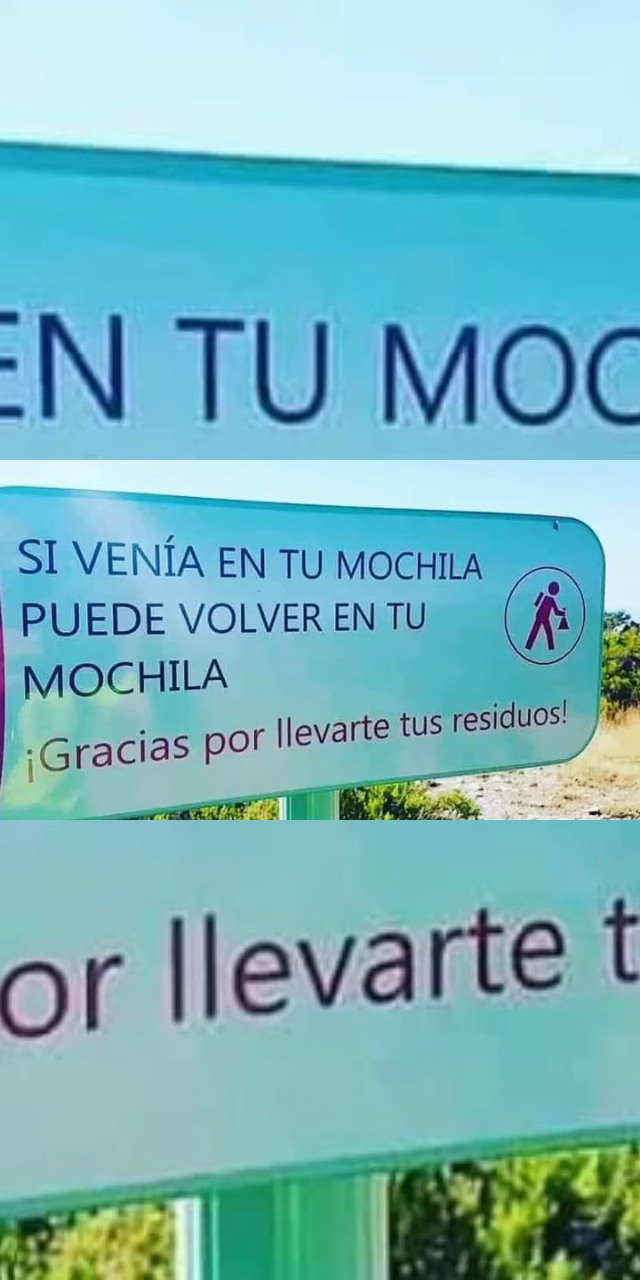 EN TU MOC
SI VENÍA EN TU MOCHILA
PUEDE VOLVER EN TU
MOCHILA
¡Gracias por llevarte tus residuos!
or llevarte t